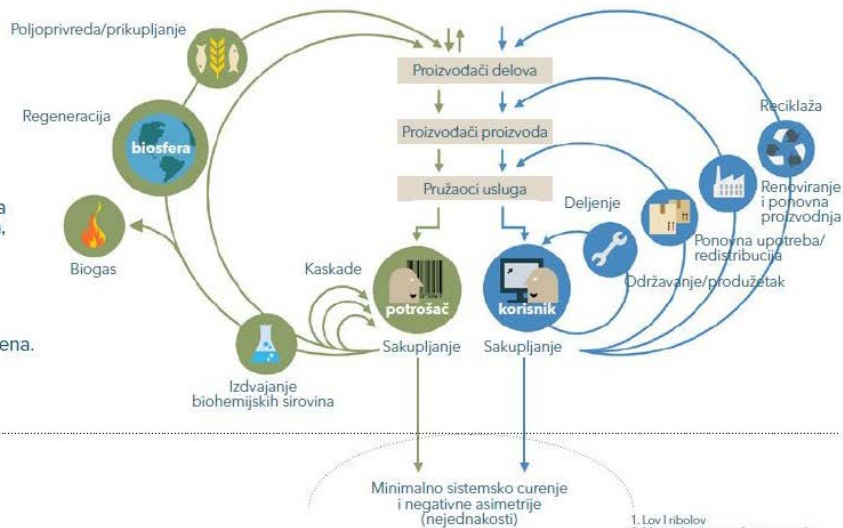 Poljoprivreda/prikupljanje
Regeneracija
biosfera
Biogas
ena.
Kaskade
Izdvajanje
biohemijskih sirovina
Proizvođači delova
Proizvođači proizvoda
Pružaoci usluga
potrošač
korisnik
Sakupljanje
Sakupljanje
Deljenje
Održavanje/produžetak
Ponovna upotreba/
redistribucija
Renoviranje
i ponovna
proizvodnja
Reciklaža
Minimalno sistemsko curenje
i negativne asimetrije
(nejednakosti)
1. Lov I ribolov